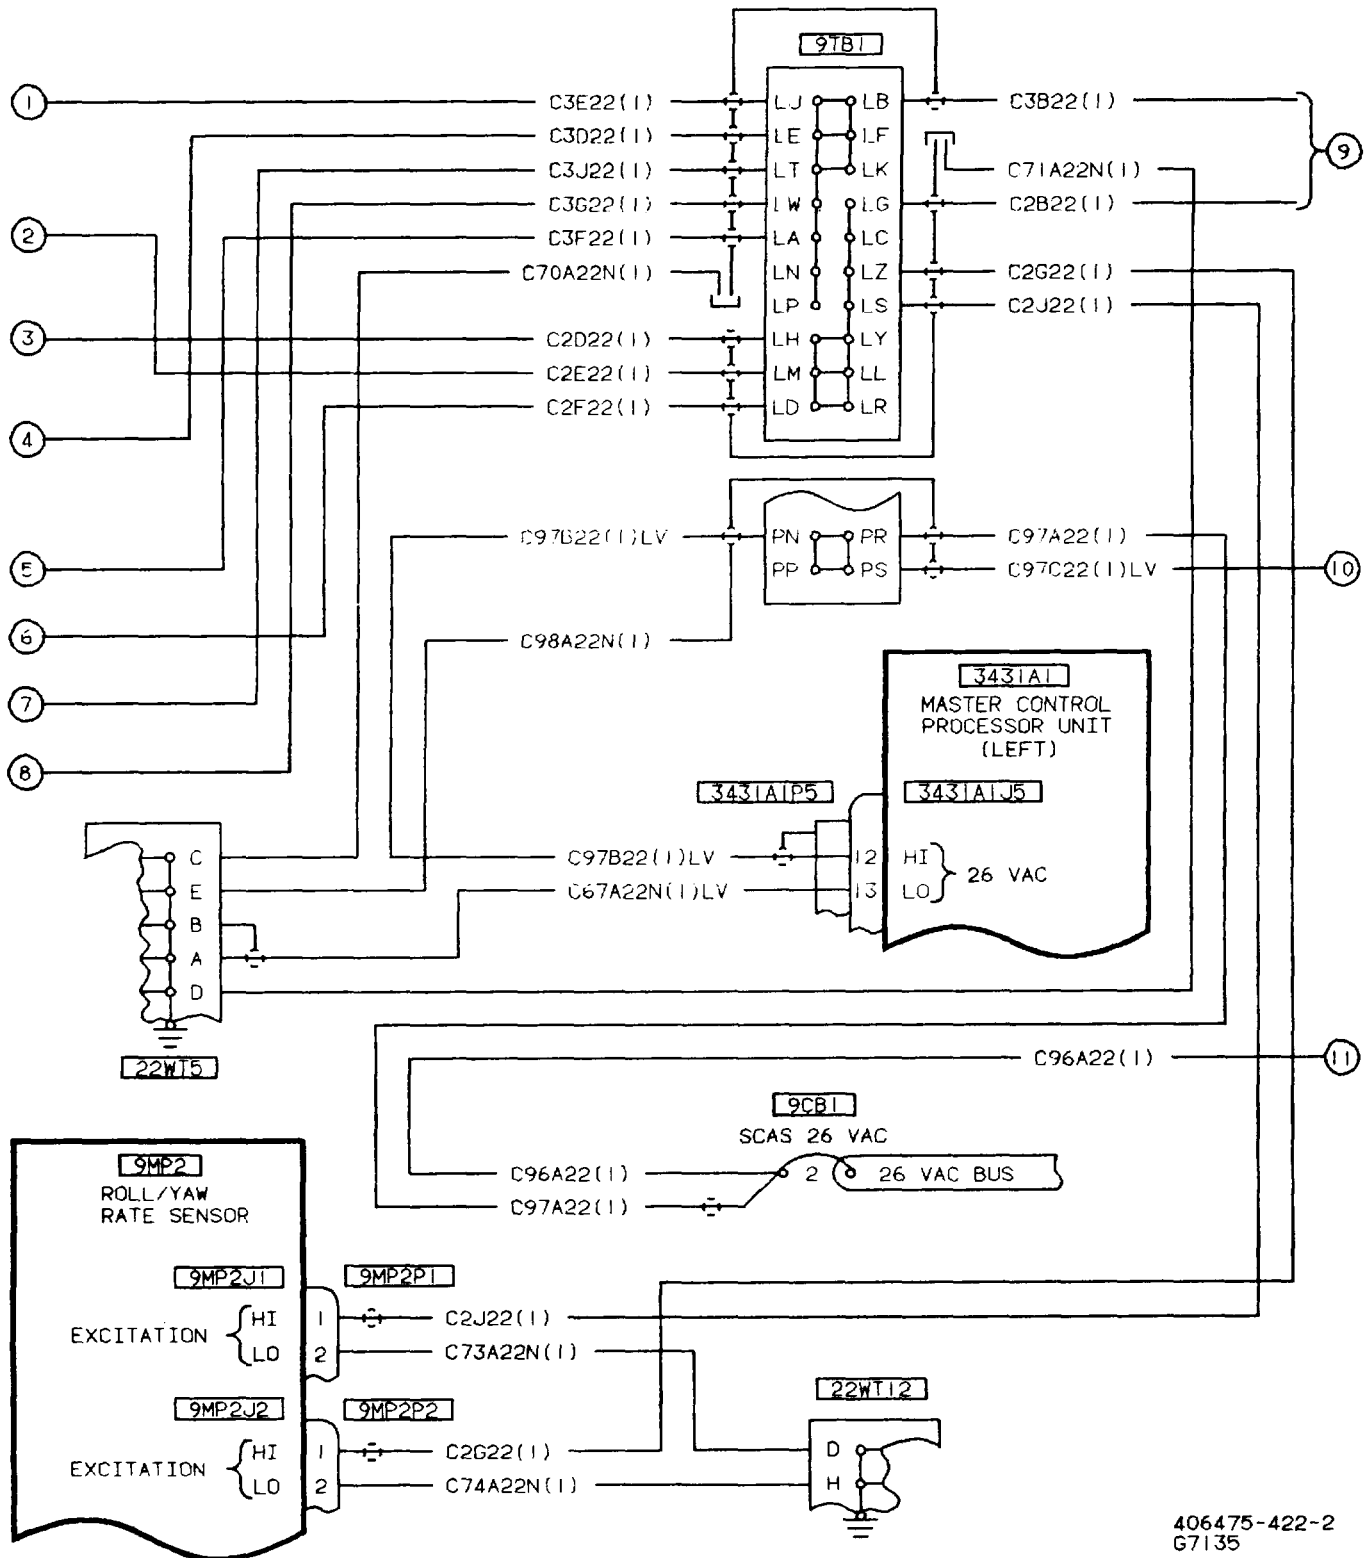 9TB1
1 C3E22(1) LJ LB C3B22(1)
C3D22(1) LE LF
9
C3J22(1) LT LK C71A22N(1)
C3G22(1) LW LG C2B22(1)
2 C3F22(1) LA LC
C70A22N(1) LN LZ C2G22(1)
LP LS C2J22(1)
3 C2D22(1) LH LY
C2E22(1) LM LL
C2F22(1) LD LR
4
C97B22(1)LV PN PR C97A22(1)
5 PP PS C97C22(1)LV 10
6 C98A22N(1)
7
8
3431A1
MASTER CONTROL
PROCESSOR UNIT
(LEFT)
3431A1P5 3431A1J5
C C97B22(1)LV 12 HI
26 VAC
E C67A22N(1)LV 13 LO
B
A
D
22WT5
C96A22(1) 11
9CB1
SCAS 26 VAC
C96A22(1) 2 26 VAC BUS
C97A22(1)
9MP2
ROLL/YAW
RATE SENSOR
9MP2J1 9MP2P1
HI 1 C2J22(1)
EXCITATION
LO 2 C73A22N(1)
22WT12
9MP2J2 9MP2P2
HI 1 C2G22(1) D
EXCITATION
LO 2 C74A22N(1) H
406475-422-2
G7135